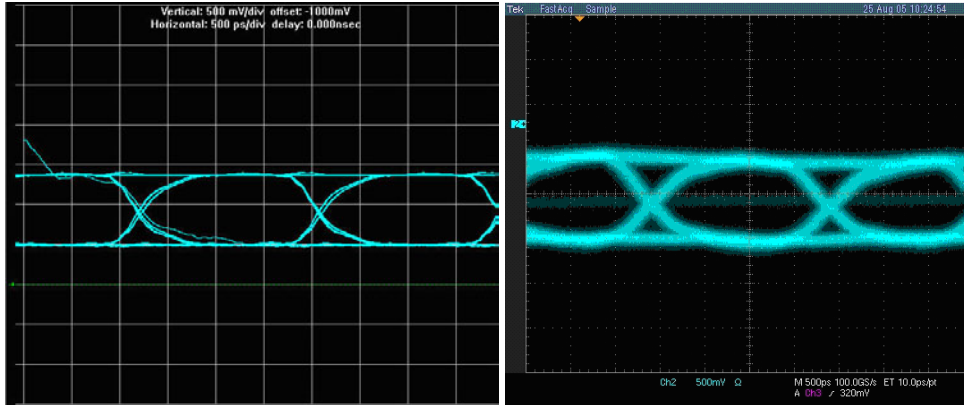 Vertical: 500 mV/div offset: -1000mV
Horizontal: 500 ps/div delay: 0.000nsec
Tek FastAcq Sample 25 Aug 05 10:24:54
Ch2 500mV Ω M 500ps 100.0GS/s ET 10.0ps/pt
A Ch3 ∕ 320mV